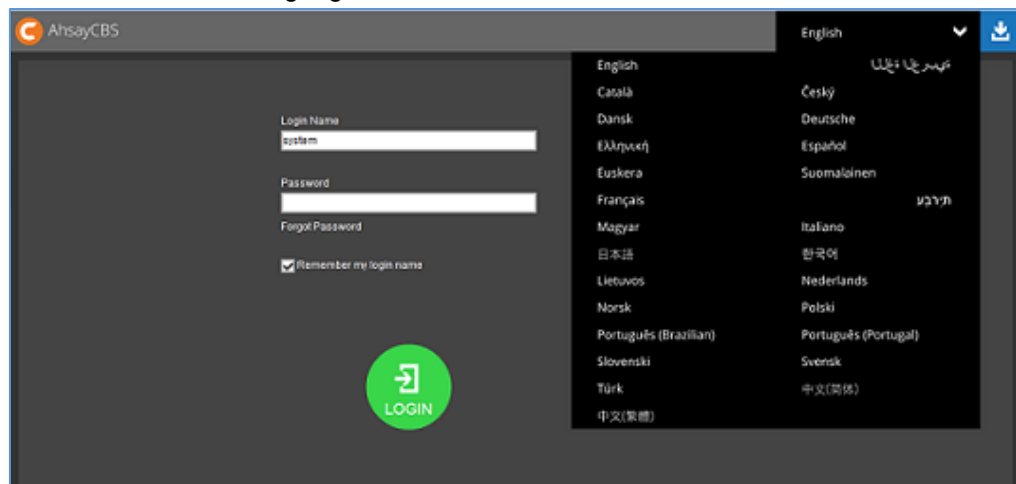 AhsayCBS
English
Login Name
system
Password
Forgot Password
Remember my login name
LOGIN
English
Català
Český
Dansk
Deutsche
Ελληνική
Español
Euskera
Suomalainen
Français
עברית
Magyar
Italiano
日本語
한국어
Lietuvos
Nederlands
Norsk
Polski
Português (Brazilian)
Português (Portugal)
Slovenski
Svensk
Türk
中文(简体)
中文(繁體)